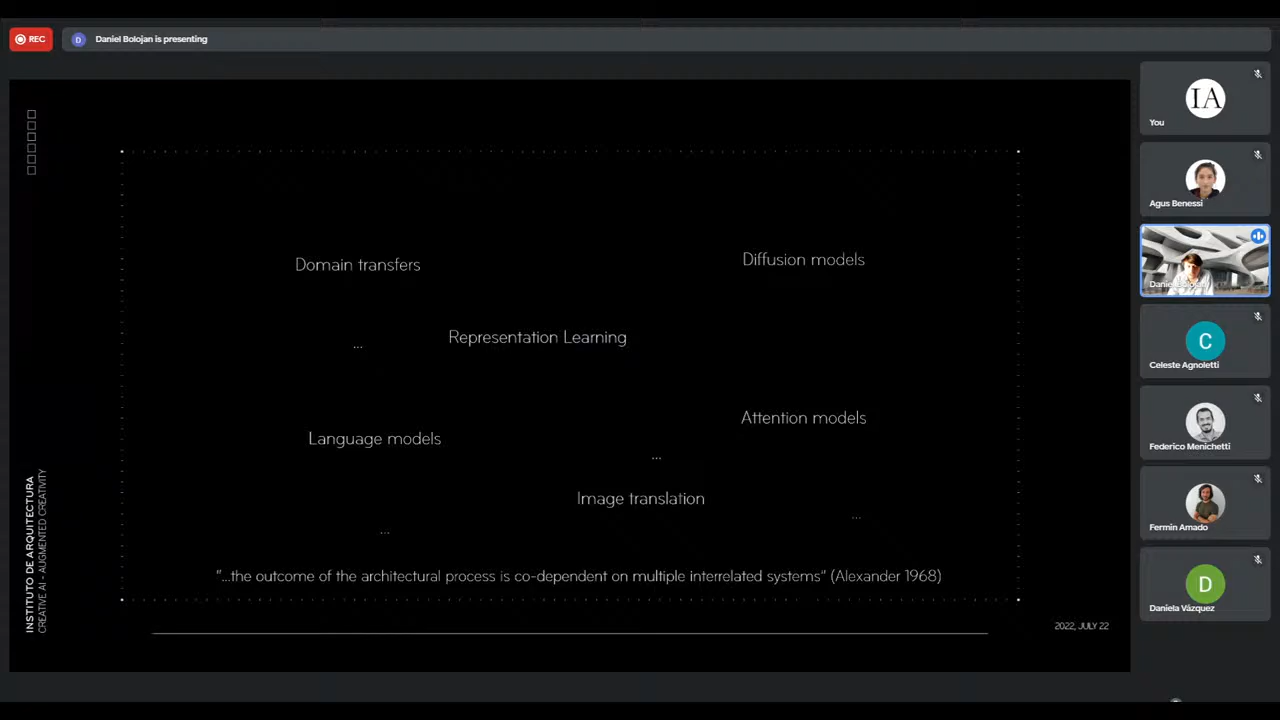 REC
D
Daniel Bolojan is presenting
IA
You
Agus Benessi
Domain transfers
Diffusion models
...
Representation Learning
C
Celeste Agnoletti
Language models
Attention models
...
Federico Menichetti
Image translation
...
...
Fermin Amado
"...the outcome of the architectural process is co-dependent on multiple interrelated systems" (Alexander 1968)
D
Daniela Vázquez
INSTITUTO DE ARQUITECTURA
CREATIVE AI - AUGMENTED CREATIVITY
2022, JULY 22